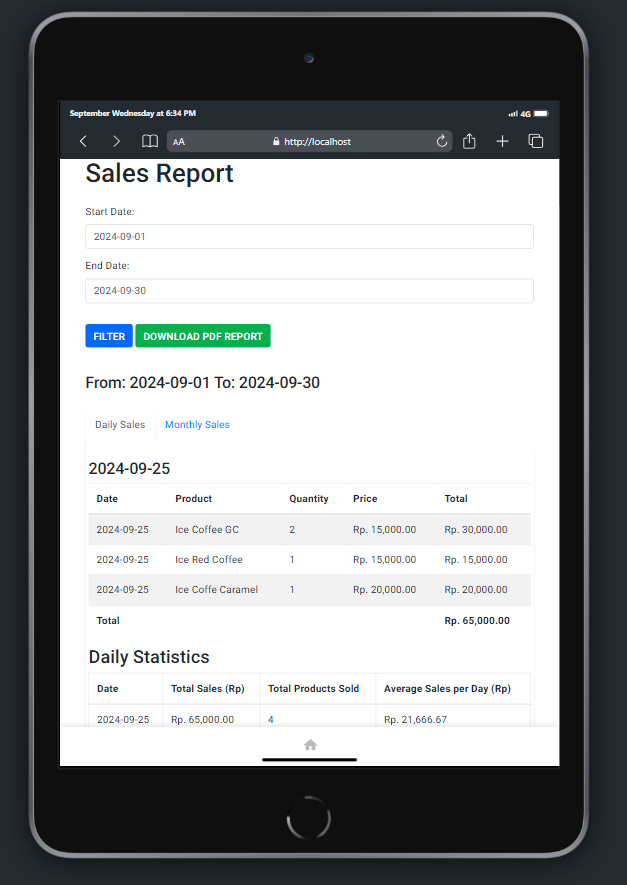 September Wednesday at 6:34 PM
4G
AA
http://localhost
Sales Report
Start Date:
2024-09-01
End Date:
2024-09-30
FILTER DOWNLOAD PDF REPORT
From: 2024-09-01 To: 2024-09-30
Daily Sales Monthly Sales
2024-09-25
Date Product Quantity Price Total
2024-09-25 Ice Coffee GC 2 Rp. 15,000.00 Rp. 30,000.00
2024-09-25 Ice Red Coffee 1 Rp. 15,000.00 Rp. 15,000.00
2024-09-25 Ice Coffe Caramel 1 Rp. 20,000.00 Rp. 20,000.00
Total Rp. 65,000.00
Daily Statistics
Date Total Sales (Rp) Total Products Sold Average Sales per Day (Rp)
2024-09-25 Rp. 65,000.00 4 Rp. 21,666.67